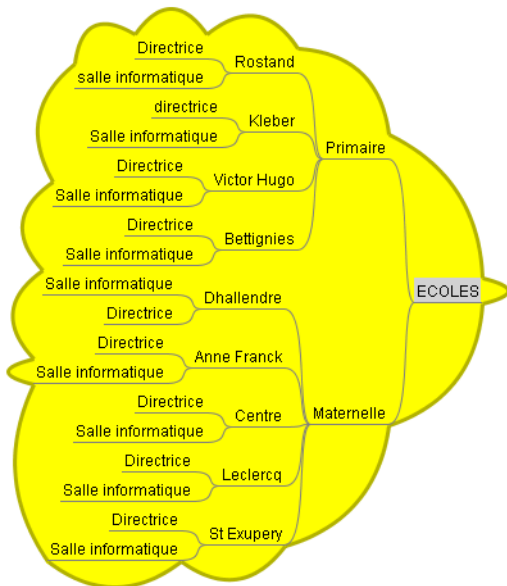 Directrice
Rostand
salle informatique
directrice
Kleber
Salle informatique
Primaire
Directrice
Victor Hugo
Salle informatique
Directrice
Bettignies
Salle informatique
Salle informatique
ECOLES
Dhallendre
Directrice
Directrice
Anne Franck
Salle informatique
Directrice
Centre
Maternelle
Salle informatique
Directrice
Leclercq
Salle informatique
Directrice
St Exupery
Salle informatique